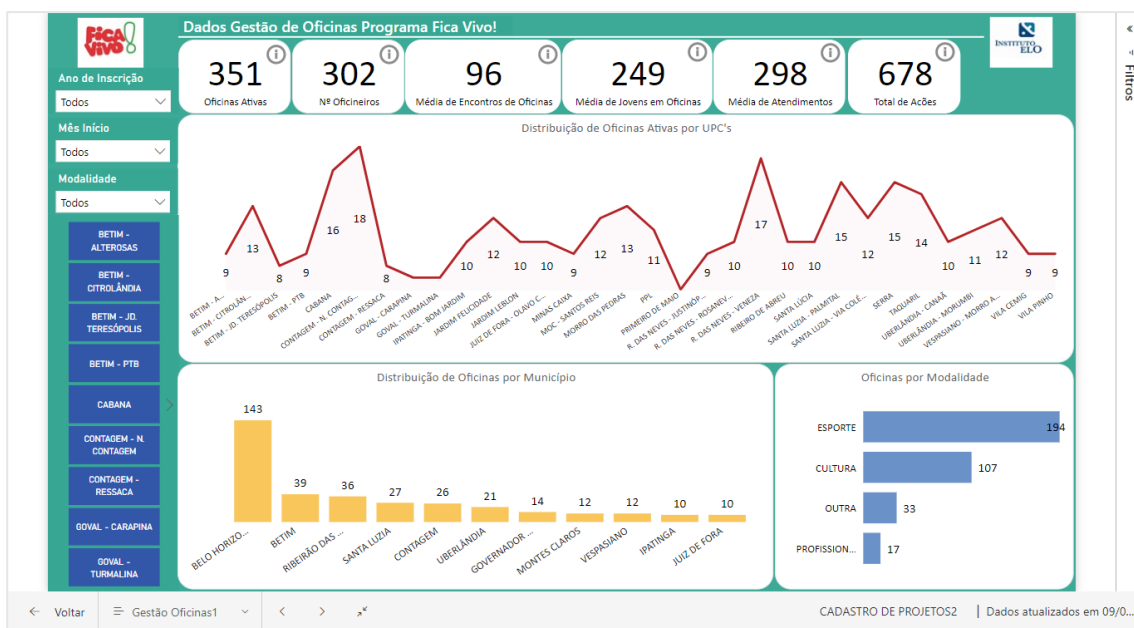 FICA VIVO!
Dados Gestão de Oficinas Programa Fica Vivo!
INSTITUTO ELO
Filtros
351
Oficinas Ativas
302
Nº Oficineiros
96
Média de Encontros de Oficinas
249
Média de Jovens em Oficinas
298
Média de Atendimentos
678
Total de Acões
Ano de Inscrição
Todos
Mês Início
Todos
Modalidade
Todos
BETIM -
ALTEROSAS
BETIM -
CITROLÂNDIA
BETIM - JD.
TERESÓPOLIS
BETIM - PTB
CABANA
CONTAGEM - N.
CONTAGEM
CONTAGEM -
RESSACA
GOVAL - CARAPINA
GOVAL -
TURMALINA
Distribuição de Oficinas Ativas por UPC's
9 13 8 9 16 18 8 10 12 10 10 9 12 13 11 9 10 17 10 10 15 12 15 14 10 11 12 9 9
BETIM - A...
BETIM - CITROLÂN...
BETIM - JD. TERESÓPOLIS
BETIM - PTB
CABANA
CONTAGEM - N. CONTAG...
CONTAGEM - RESSACA
GOVAL - CARAPINA
GOVAL - TURMALINA
IPATINGA - BOM JARDIM
JARDIM FELICIDADE
JARDIM LEBLON
JUIZ DE FORA - OLAVO C...
MINAS CAIXA
MOC - SANTOS REIS
MORRO DAS PEDRAS
PPL
PRIMEIRO DE MAIO
R. DAS NEVES - JUSTINÓP...
R. DAS NEVES - ROSANEV...
R. DAS NEVES - VENEZA
RIBEIRO DE ABREU
SANTA LÚCIA
SANTA LUZIA - PALMITAL
SANTA LUZIA - VIA COLÉ...
SERRA
TAQUARIL
UBERLÂNDIA - CANAÃ
UBERLÂNDIA - MORUMBI
VESPASIANO - MORRO A...
VILA CEMIG
VILA PINHO
Distribuição de Oficinas por Município
143 39 36 27 26 21 14 12 12 10 10
BELO HORIZO...
BETIM
RIBEIRÃO DAS ...
SANTA LUZIA
CONTAGEM
UBERLÂNDIA
GOVERNADOR ...
MONTES CLAROS
VESPASIANO
IPATINGA
JUIZ DE FORA
Oficinas por Modalidade
ESPORTE 194
CULTURA 107
OUTRA 33
PROFISSION... 17
Voltar
Gestão Oficinas1
CADASTRO DE PROJETOS2 | Dados atualizados em 09/0...